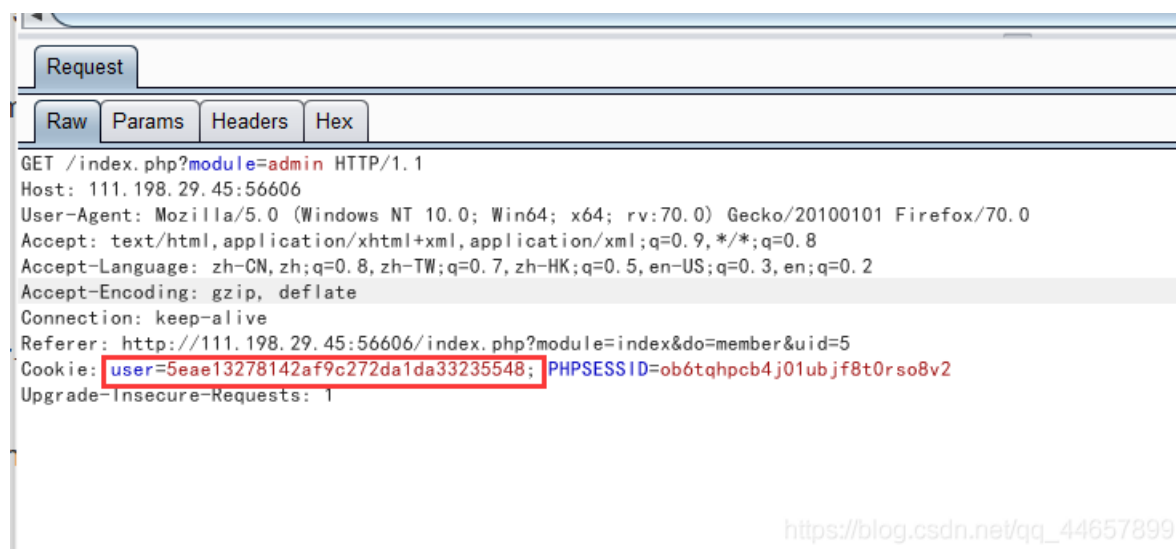 Request
Raw Params Headers Hex
GET /index.php?module=admin HTTP/1.1
Host: 111.198.29.45:56606
User-Agent: Mozilla/5.0 (Windows NT 10.0; Win64; x64; rv:70.0) Gecko/20100101 Firefox/70.0
Accept: text/html,application/xhtml+xml,application/xml;q=0.9,*/*;q=0.8
Accept-Language: zh-CN,zh;q=0.8,zh-TW;q=0.7,zh-HK;q=0.5,en-US;q=0.3,en;q=0.2
Accept-Encoding: gzip, deflate
Connection: keep-alive
Referer: http://111.198.29.45:56606/index.php?module=index&do=member&uid=5
Cookie: user=5eae13278142af9c272da1da33235548; PHPSESSID=ob6tqhpcb4j01ubjf8t0rso8v2
Upgrade-Insecure-Requests: 1
https://blog.csdn.net/qq_44657899